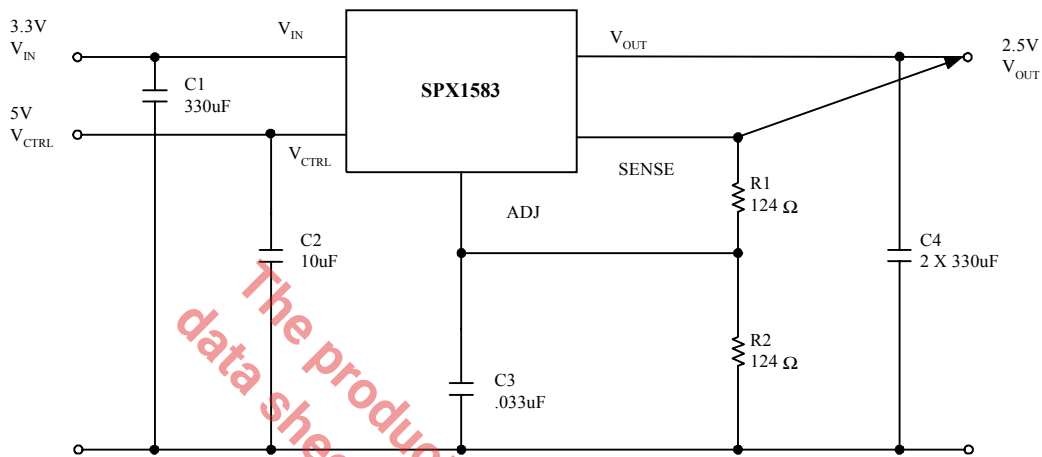 3.3V
VIN
VIN
VOUT
2.5V
VOUT
SPX1583
C1
330uF
5V
VCTRL
VCTRL
SENSE
R1
124 Ω
ADJ
C2
10uF
C4
2 X 330uF
R2
124 Ω
C3
.033uF
The produc
data shee